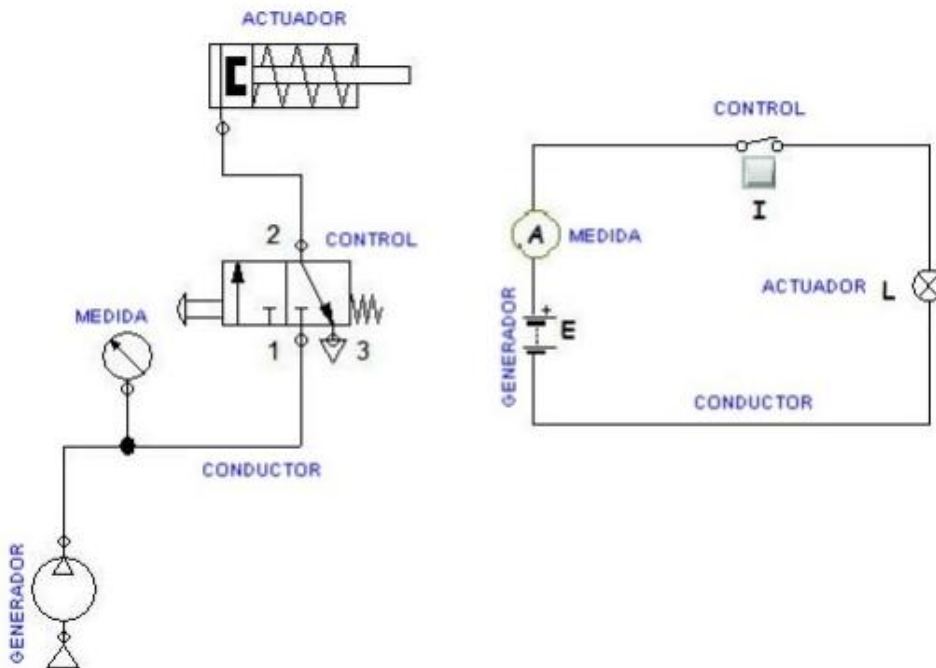 ACTUADOR
2
CONTROL
MEDIDA
1
3
CONDUCTOR
GENERADOR
CONTROL
I
A
MEDIDA
ACTUADOR L
+
E
GENERADOR
CONDUCTOR